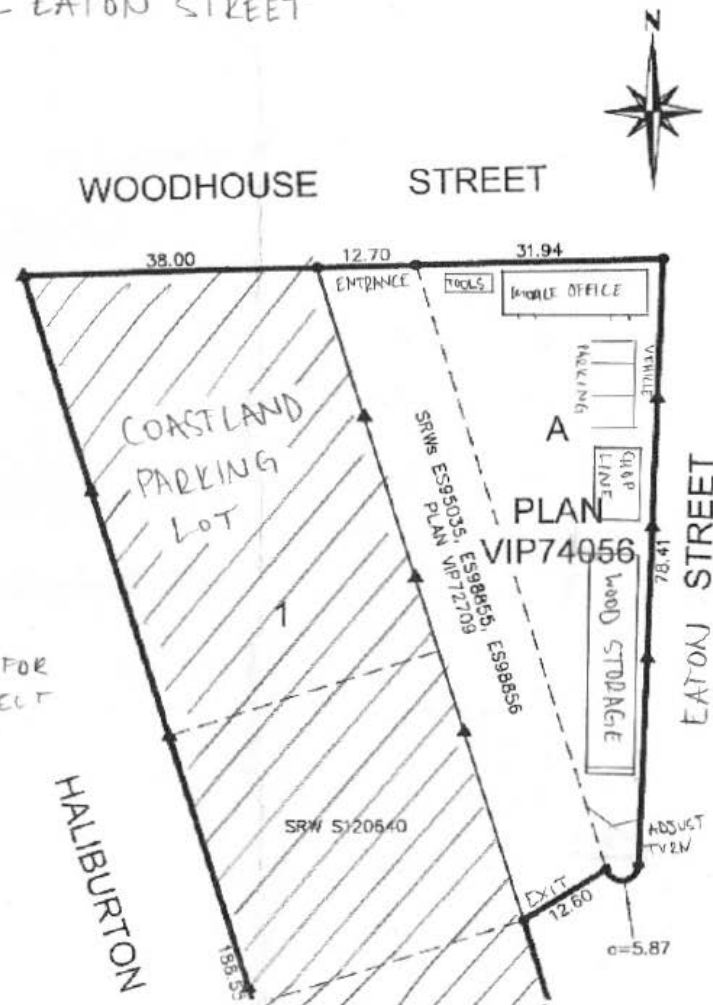 EATON STREET
N
WOODHOUSE STREET
38.00
12.70
31.94
ENTRANCE
TOOLS
MOBILE OFFICE
VEHICLE
PARKING
COASTLAND
PARKING
LOT
A
CHOP
LINE
SRWs ES95035, ES98855, ES98856
PLAN VIP72709
PLAN
VIP74056
78.41
EATON STREET
1
WOOD STORAGE
FOR
SRW S120640
HALIBURTON
ADJUST
TURN
EXIT
12.60
a=5.87